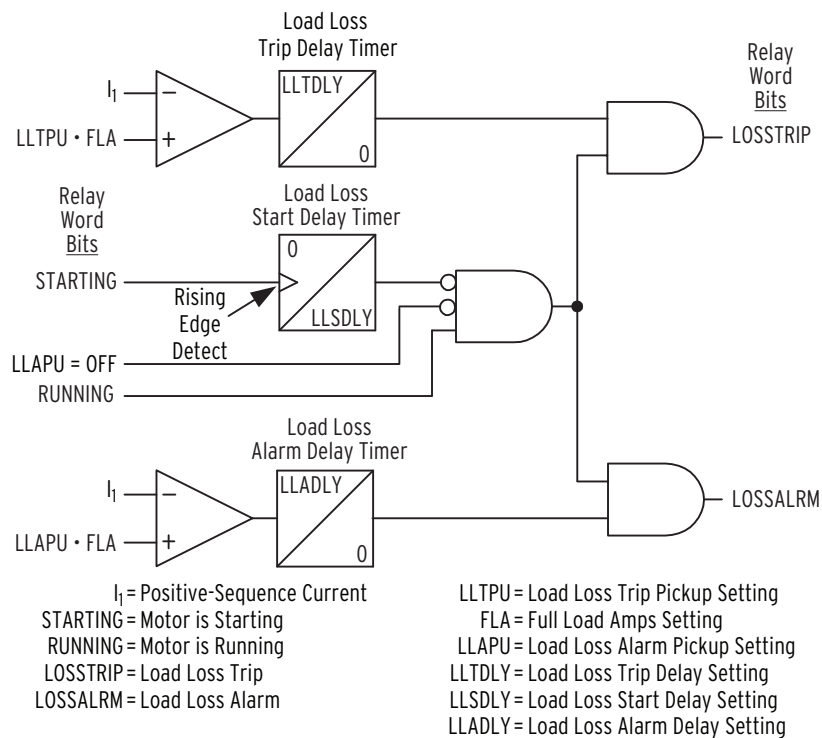 Load Loss
Trip Delay Timer
LLTDLY
0
I₁
−
LLTPU • FLA
+
Relay
Word
Bits
LOSSTRIP
Relay
Word
Bits
Load Loss
Start Delay Timer
0
LLSDLY
STARTING
Rising
Edge
Detect
LLAPU = OFF
RUNNING
Load Loss
Alarm Delay Timer
LLADLY
0
I₁
−
LLAPU • FLA
+
LOSSALRM
I₁ = Positive-Sequence Current
STARTING = Motor is Starting
RUNNING = Motor is Running
LOSSTRIP = Load Loss Trip
LOSSALRM = Load Loss Alarm
LLTPU = Load Loss Trip Pickup Setting
FLA = Full Load Amps Setting
LLAPU = Load Loss Alarm Pickup Setting
LLTDLY = Load Loss Trip Delay Setting
LLSDLY = Load Loss Start Delay Setting
LLADLY = Load Loss Alarm Delay Setting